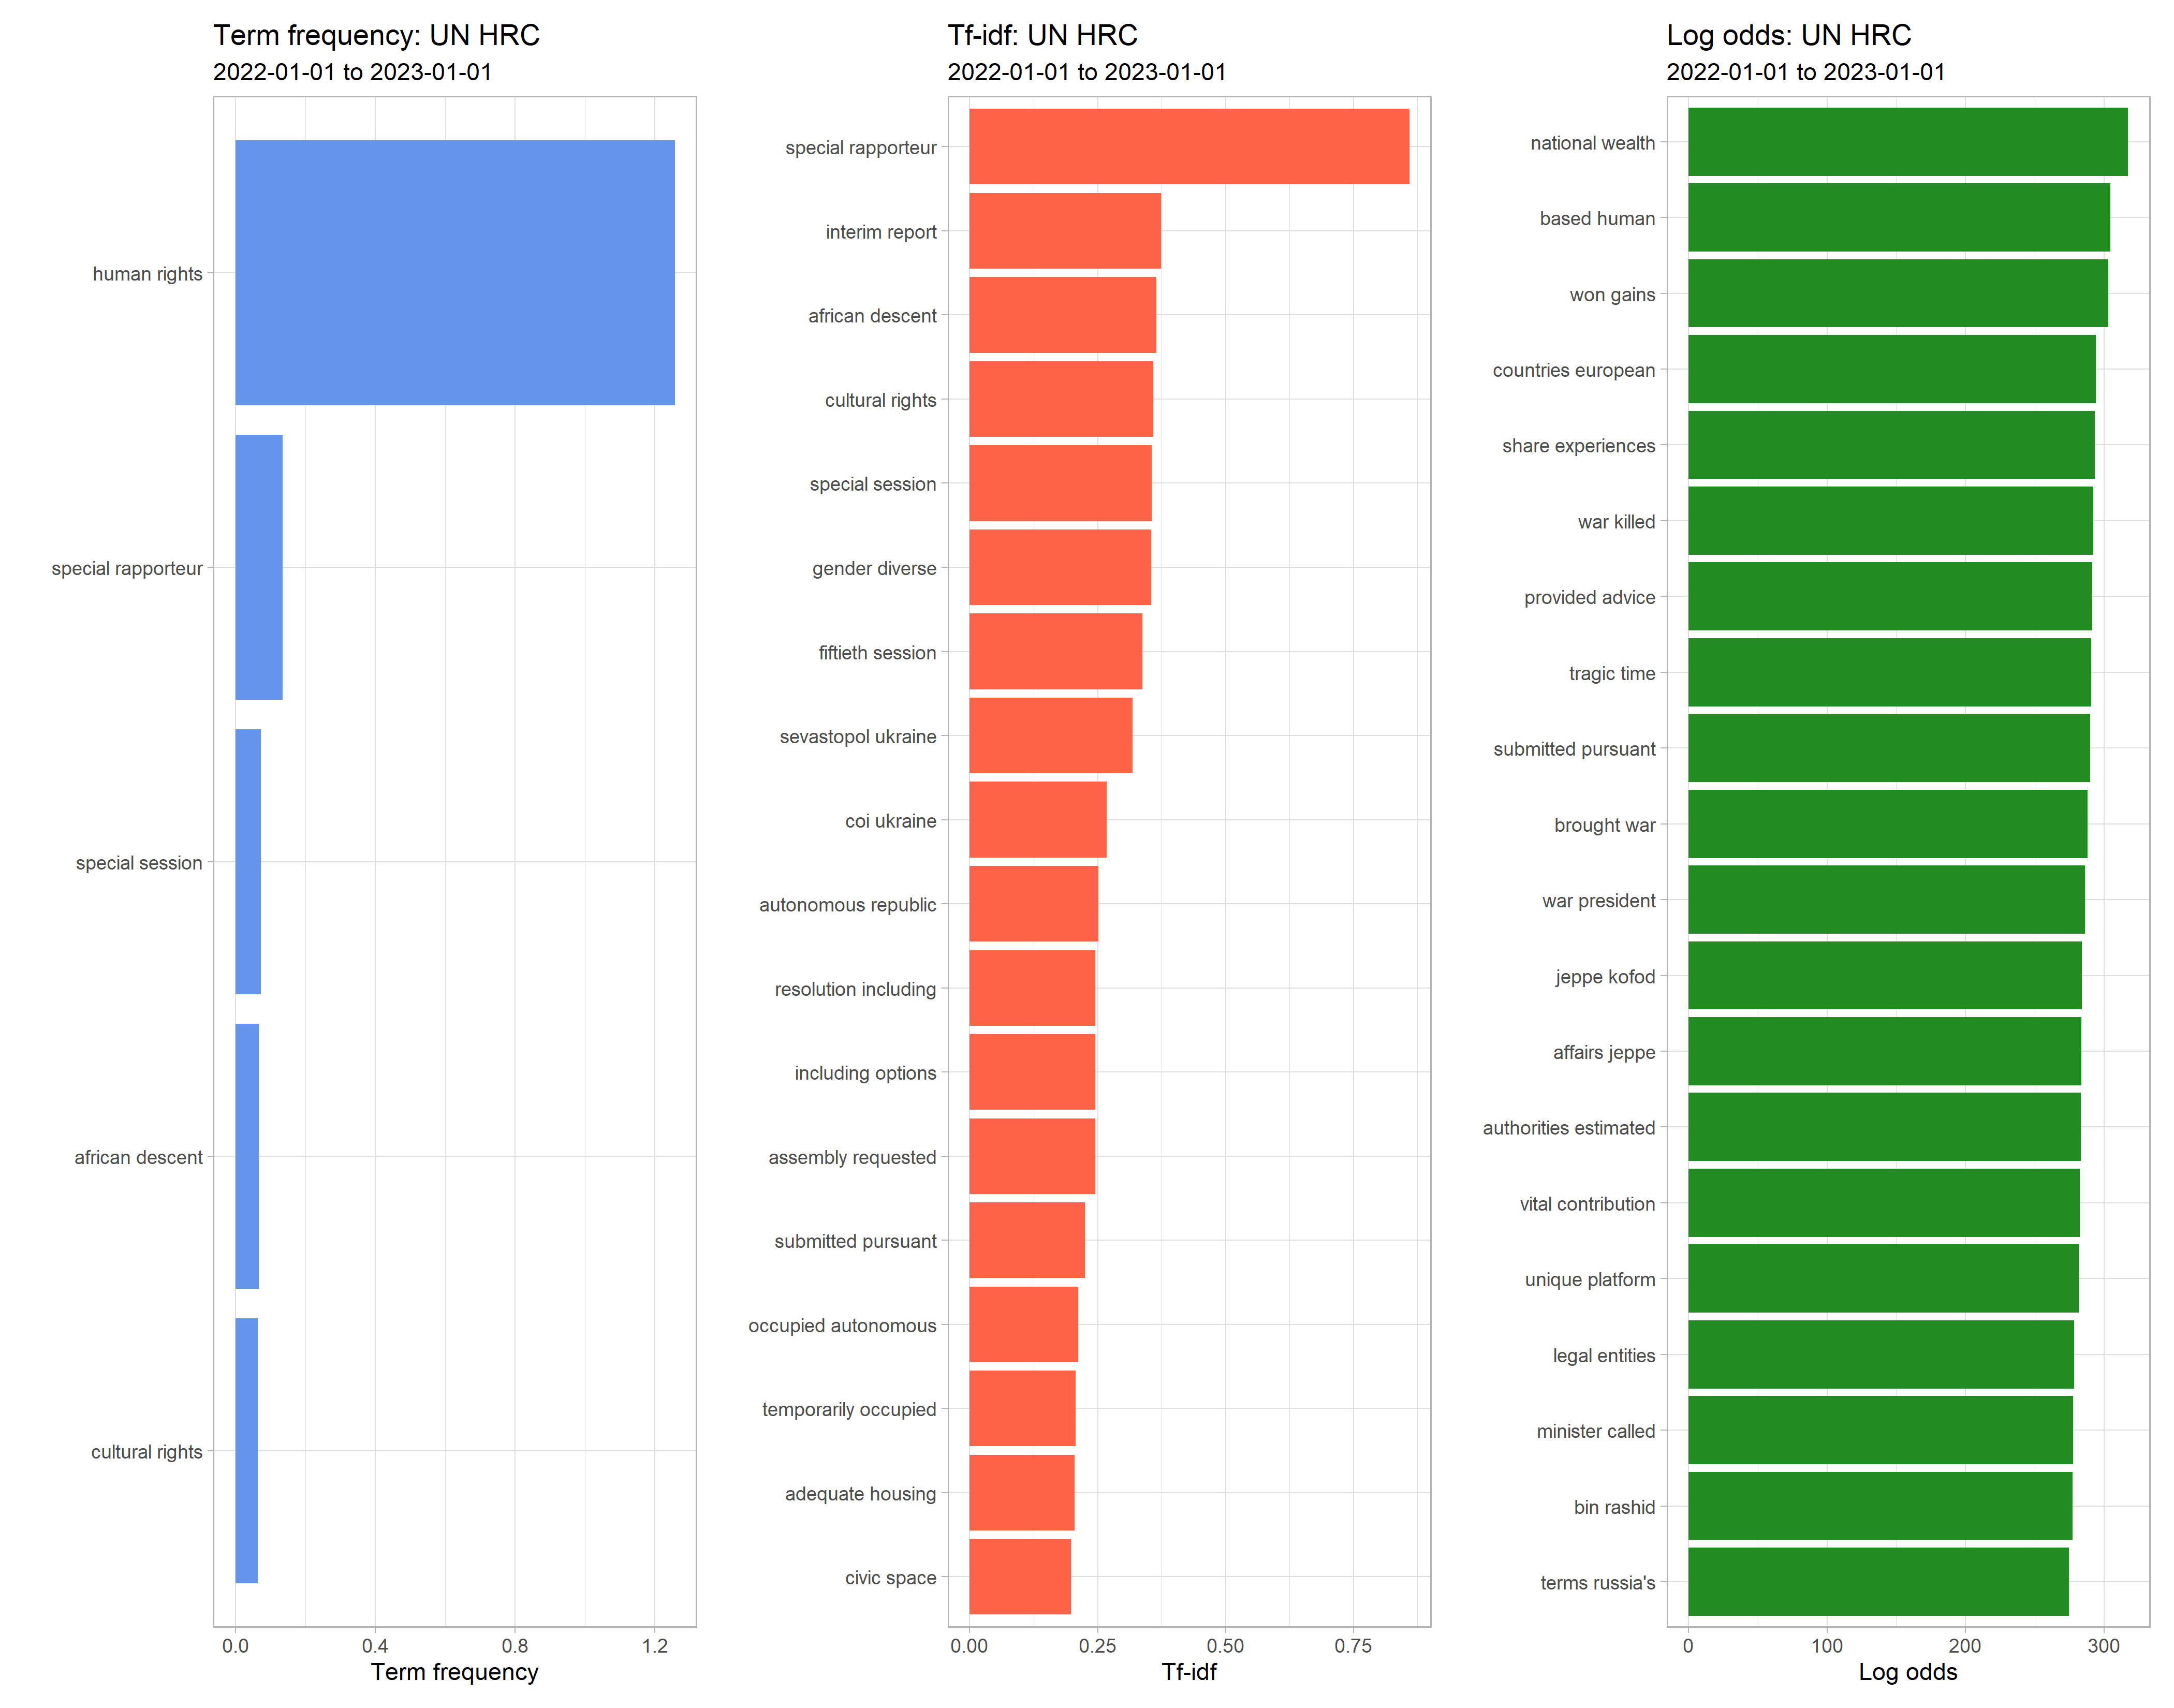 Term frequency: UN HRC
2022-01-01 to 2023-01-01
human rights
special rapporteur
special session
african descent
cultural rights
0.0 0.4 0.8 1.2
Term frequency
Tf-idf: UN HRC
2022-01-01 to 2023-01-01
special rapporteur
interim report
african descent
cultural rights
special session
gender diverse
fiftieth session
sevastopol ukraine
coi ukraine
autonomous republic
resolution including
including options
assembly requested
submitted pursuant
occupied autonomous
temporarily occupied
adequate housing
civic space
0.00 0.25 0.50 0.75
Tf-idf
Log odds: UN HRC
2022-01-01 to 2023-01-01
national wealth
based human
won gains
countries european
share experiences
war killed
provided advice
tragic time
submitted pursuant
brought war
war president
jeppe kofod
affairs jeppe
authorities estimated
vital contribution
unique platform
legal entities
minister called
bin rashid
terms russia's
0 100 200 300
Log odds